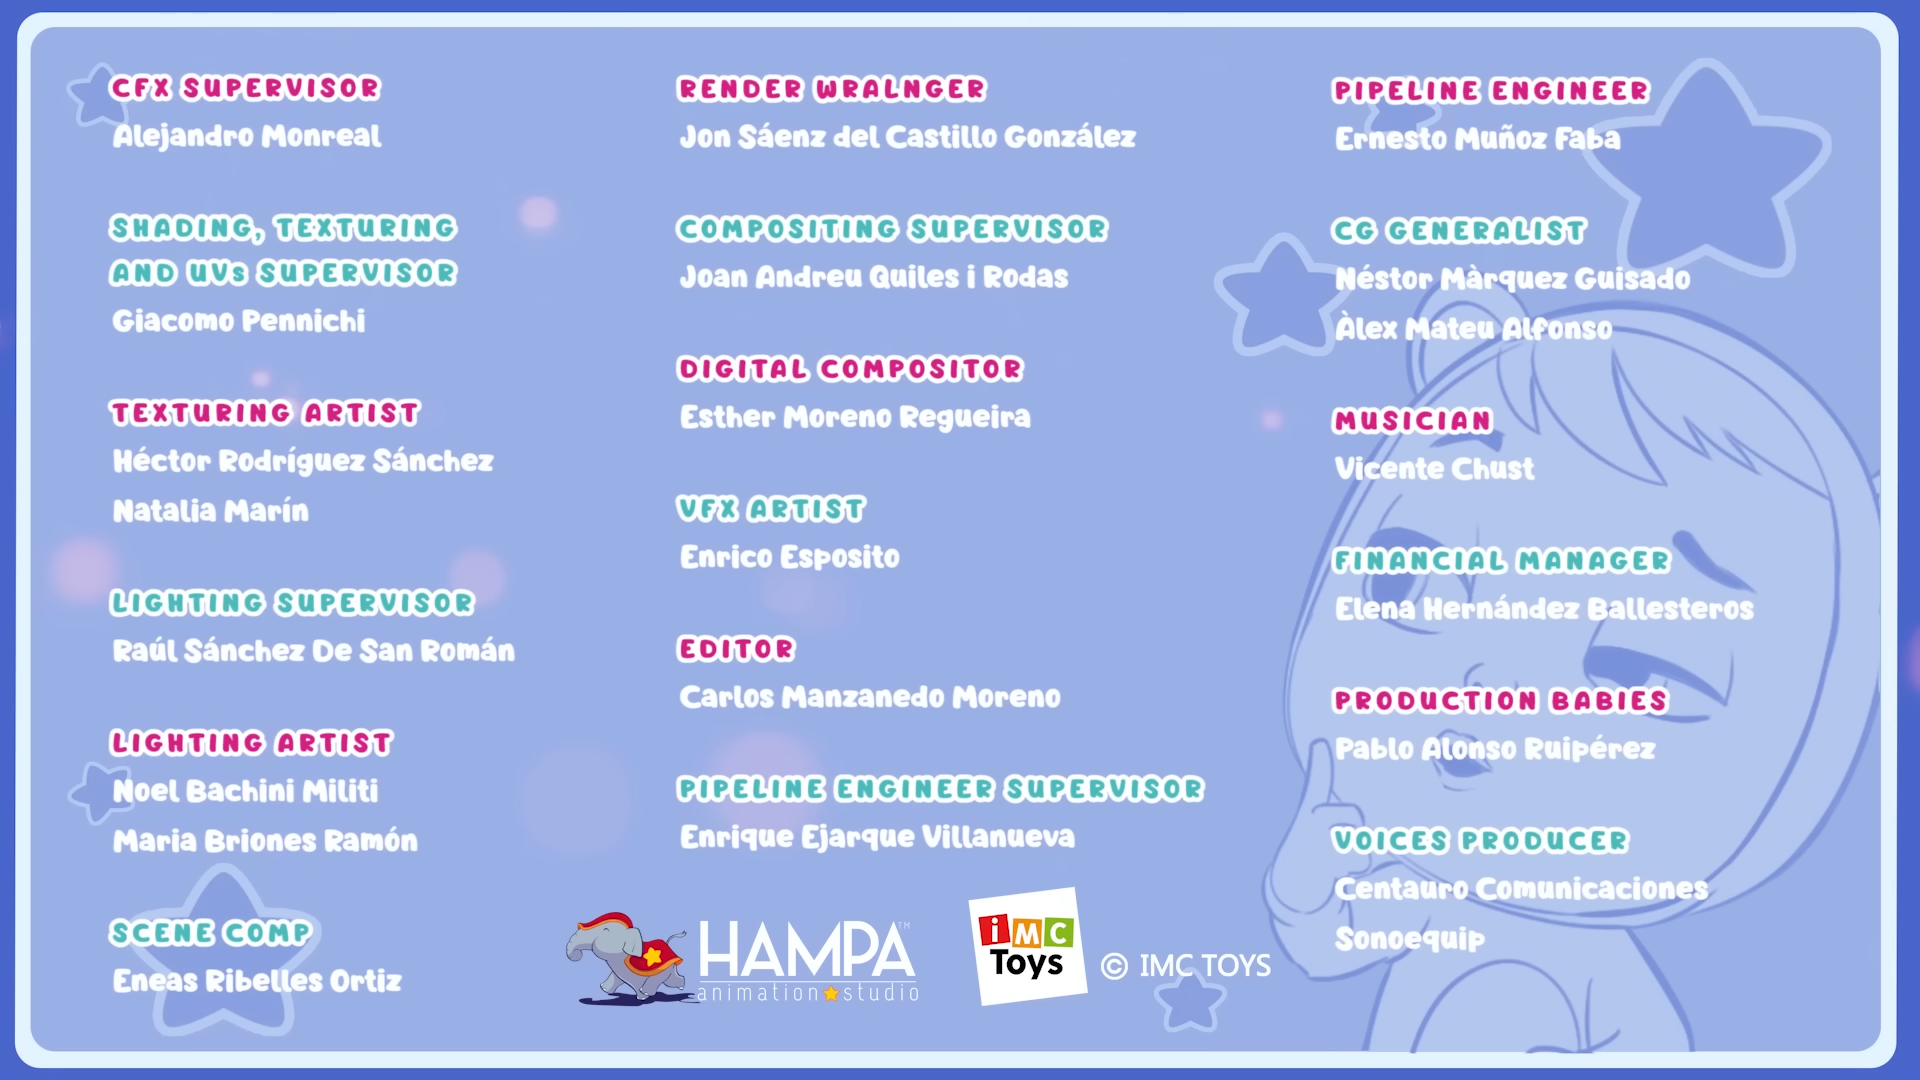 CFX SUPERVISOR
Alejandro Monreal
SHADING, TEXTURING
AND UVs SUPERVISOR
Giacomo Pennichi
TEXTURING ARTIST
Héctor Rodríguez Sánchez
Natalia Marín
LIGHTING SUPERVISOR
Raúl Sánchez De San Román
LIGHTING ARTIST
Noel Bachini Militi
Maria Briones Ramón
SCENE COMP
Eneas Ribelles Ortiz
RENDER WRALNGER
Jon Sáenz del Castillo González
COMPOSITING SUPERVISOR
Joan Andreu Quiles i Rodas
DIGITAL COMPOSITOR
Esther Moreno Regueira
VFX ARTIST
Enrico Esposito
EDITOR
Carlos Manzanedo Moreno
PIPELINE ENGINEER SUPERVISOR
Enrique Ejarque Villanueva
HAMPA™
animation studio
imc
Toys
© IMC TOYS
PIPELINE ENGINEER
Ernesto Muñoz Faba
CG GENERALIST
Néstor Màrquez Guisado
Àlex Mateu Alfonso
MUSICIAN
Vicente Chust
FINANCIAL MANAGER
Elena Hernández Ballesteros
PRODUCTION BABIES
Pablo Alonso Ruipérez
VOICES PRODUCER
Centauro Comunicaciones
Sonoequip